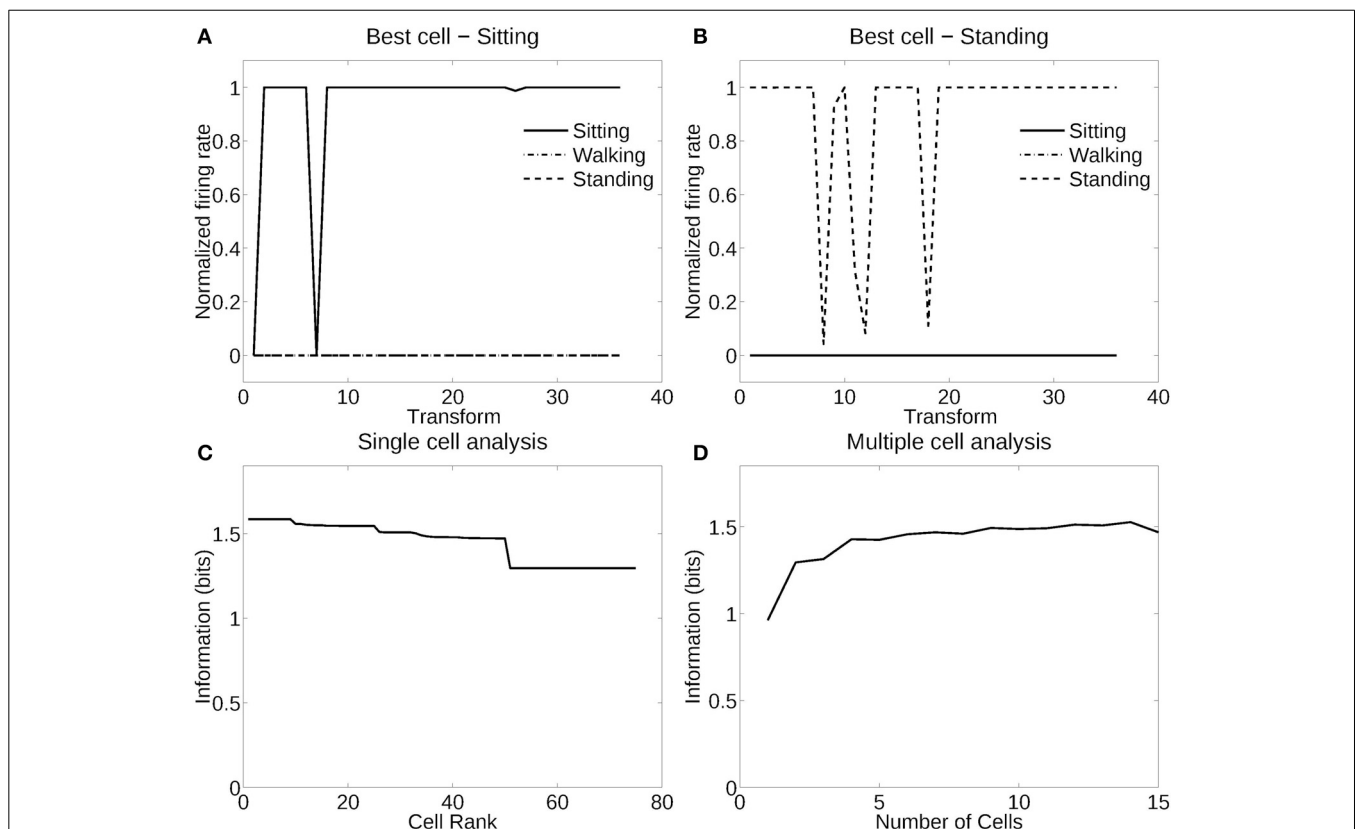 A
Best cell − Sitting
Normalized firing rate
1
0.8
0.6
0.4
0.2
0
Sitting
Walking
Standing
0 10 20 30 40
Transform
B
Best cell − Standing
Normalized firing rate
1
0.8
0.6
0.4
0.2
0
Sitting
Walking
Standing
0 10 20 30 40
Transform
C
Single cell analysis
Information (bits)
1.5
1
0.5
0
0 20 40 60 80
Cell Rank
D
Multiple cell analysis
Information (bits)
1.5
1
0.5
0
0 5 10 15
Number of Cells